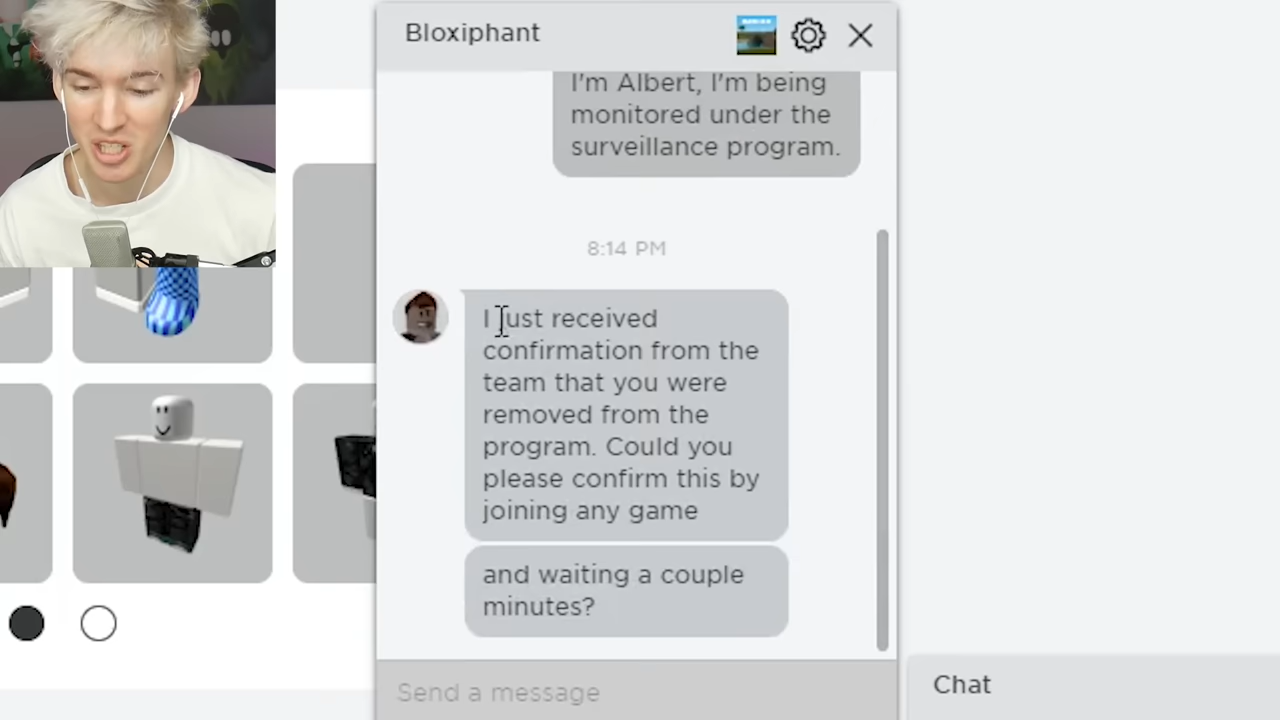 Bloxiphant
I'm Albert, I'm being
monitored under the
surveillance program.
8:14 PM
I just received
confirmation from the
team that you were
removed from the
program. Could you
please confirm this by
joining any game
and waiting a couple
minutes?
Send a message
Chat